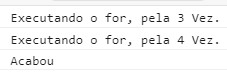 Executando o for, pela 3 Vez.
Executando o for, pela 4 Vez.
Acabou